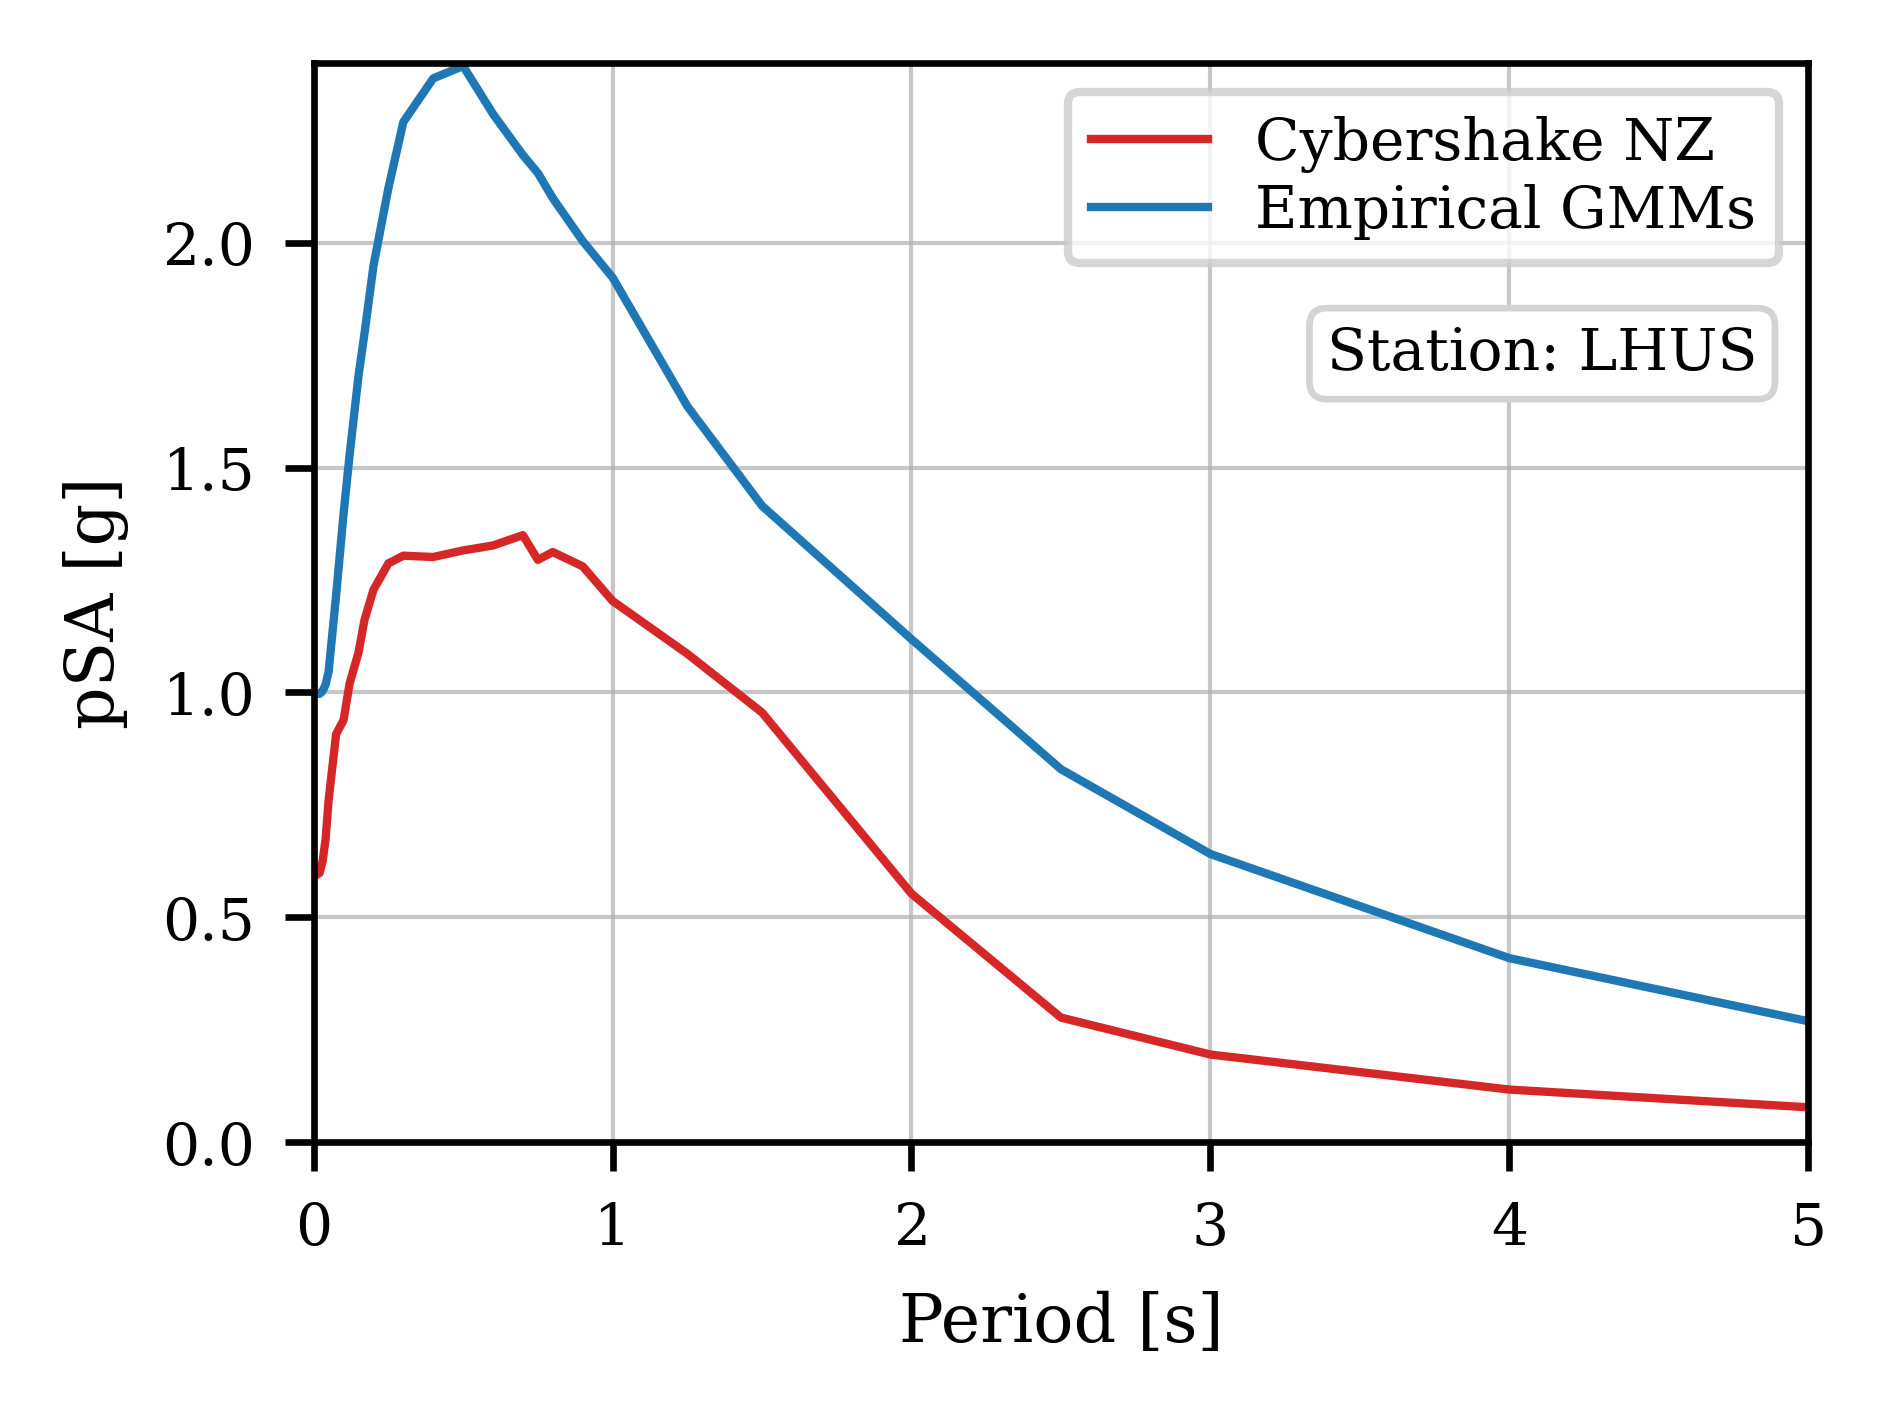 Cybershake NZ
Empirical GMMs
Station: LHUS
pSA [g]
2.0
1.5
1.0
0.5
0.0
0 1 2 3 4 5
Period [s]